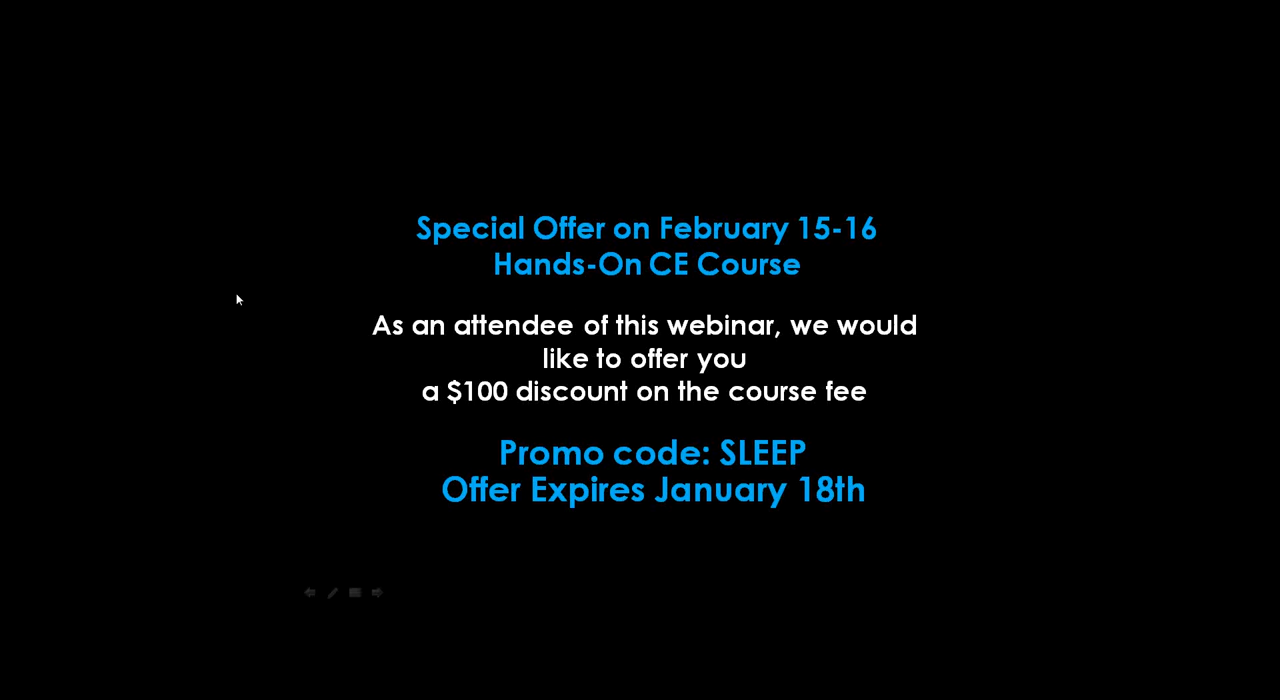 Special Offer on February 15-16
Hands-On CE Course
As an attendee of this webinar, we would
like to offer you
a $100 discount on the course fee
Promo code: SLEEP
Offer Expires January 18th